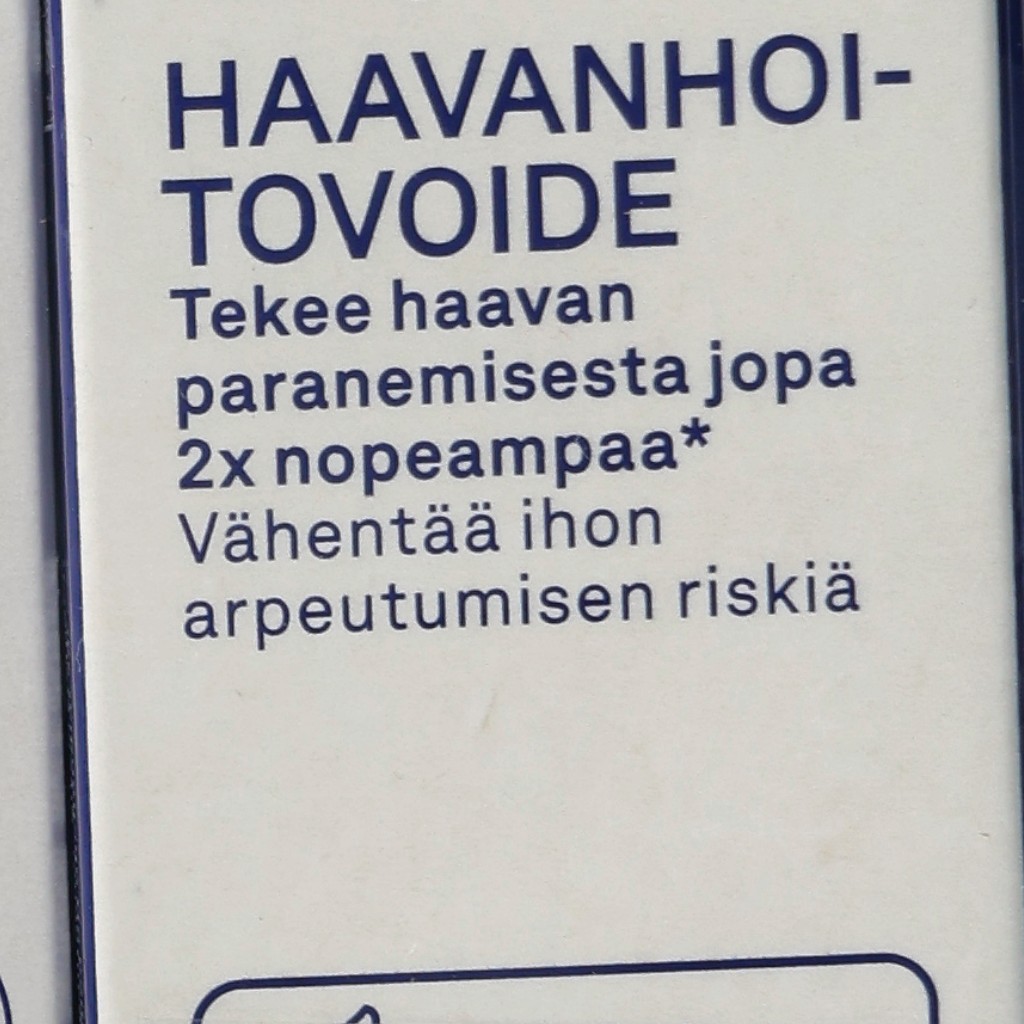 HAAVANHOI-
TOVOIDE
Tekee haavan
paranemisesta jopa
2x nopeampaa*
Vähentää ihon
arpeutumisen riskiä